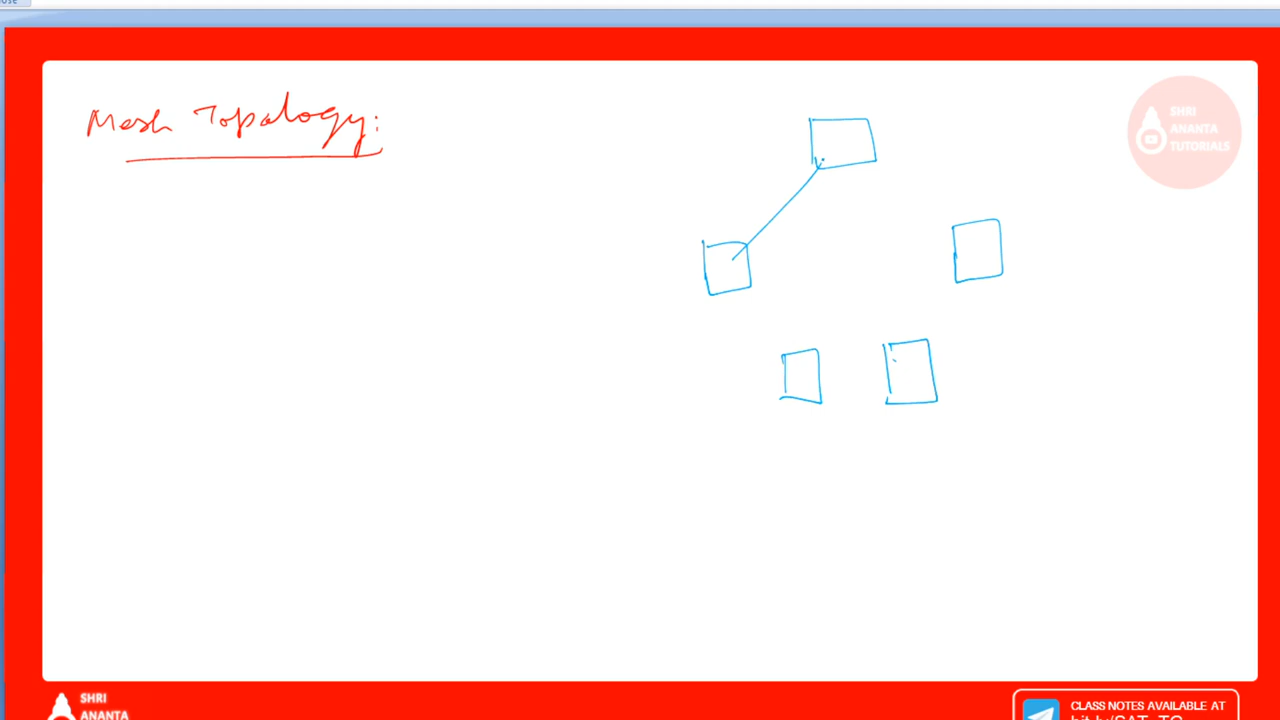 Mesh Topology:
SHRI
ANANTA
TUTORIALS
SHRI
ANANTA
CLASS NOTES AVAILABLE AT